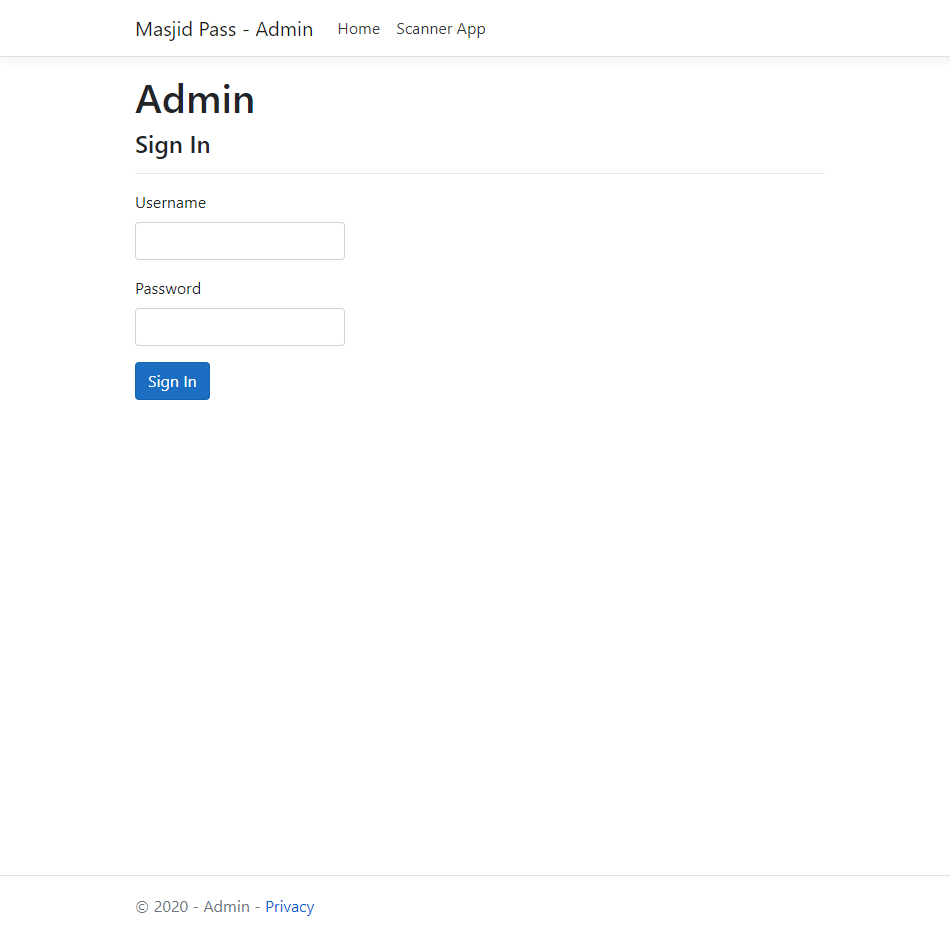 Masjid Pass - Admin Home Scanner App
Admin
Sign In
Username
Password
Sign In
© 2020 - Admin - Privacy